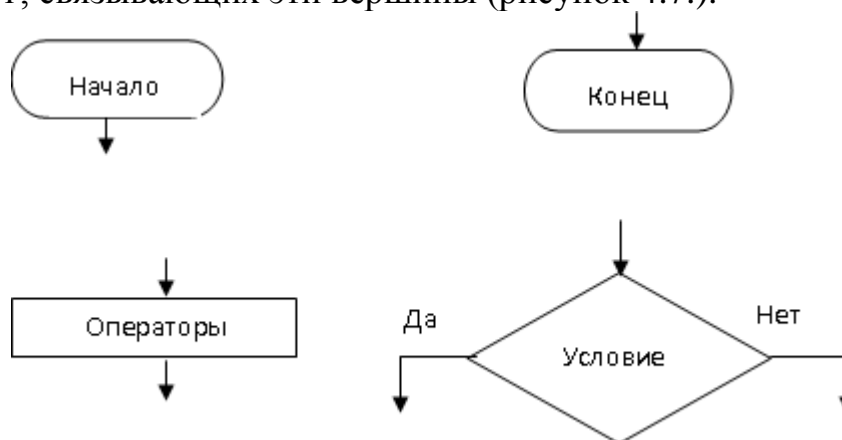 связывающих эти вершины (рисунок 4.7.).
Начало
Конец
Операторы
Да
Нет
Условие